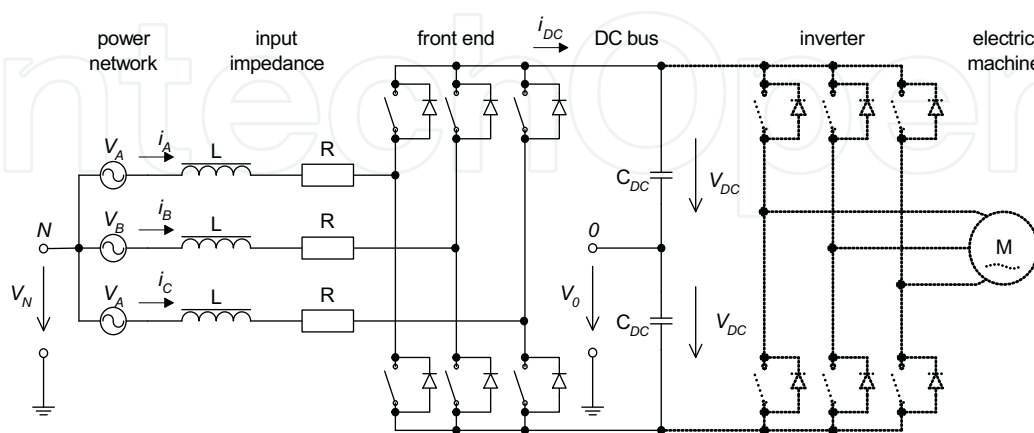 power network
input impedance
front end
i_DC
DC bus
inverter
electric machine
V_A
i_A
L
R
V_B
i_B
L
R
V_A
i_C
L
R
N
V_N
0
V_0
C_DC
V_DC
C_DC
V_DC
M
ntechOpen